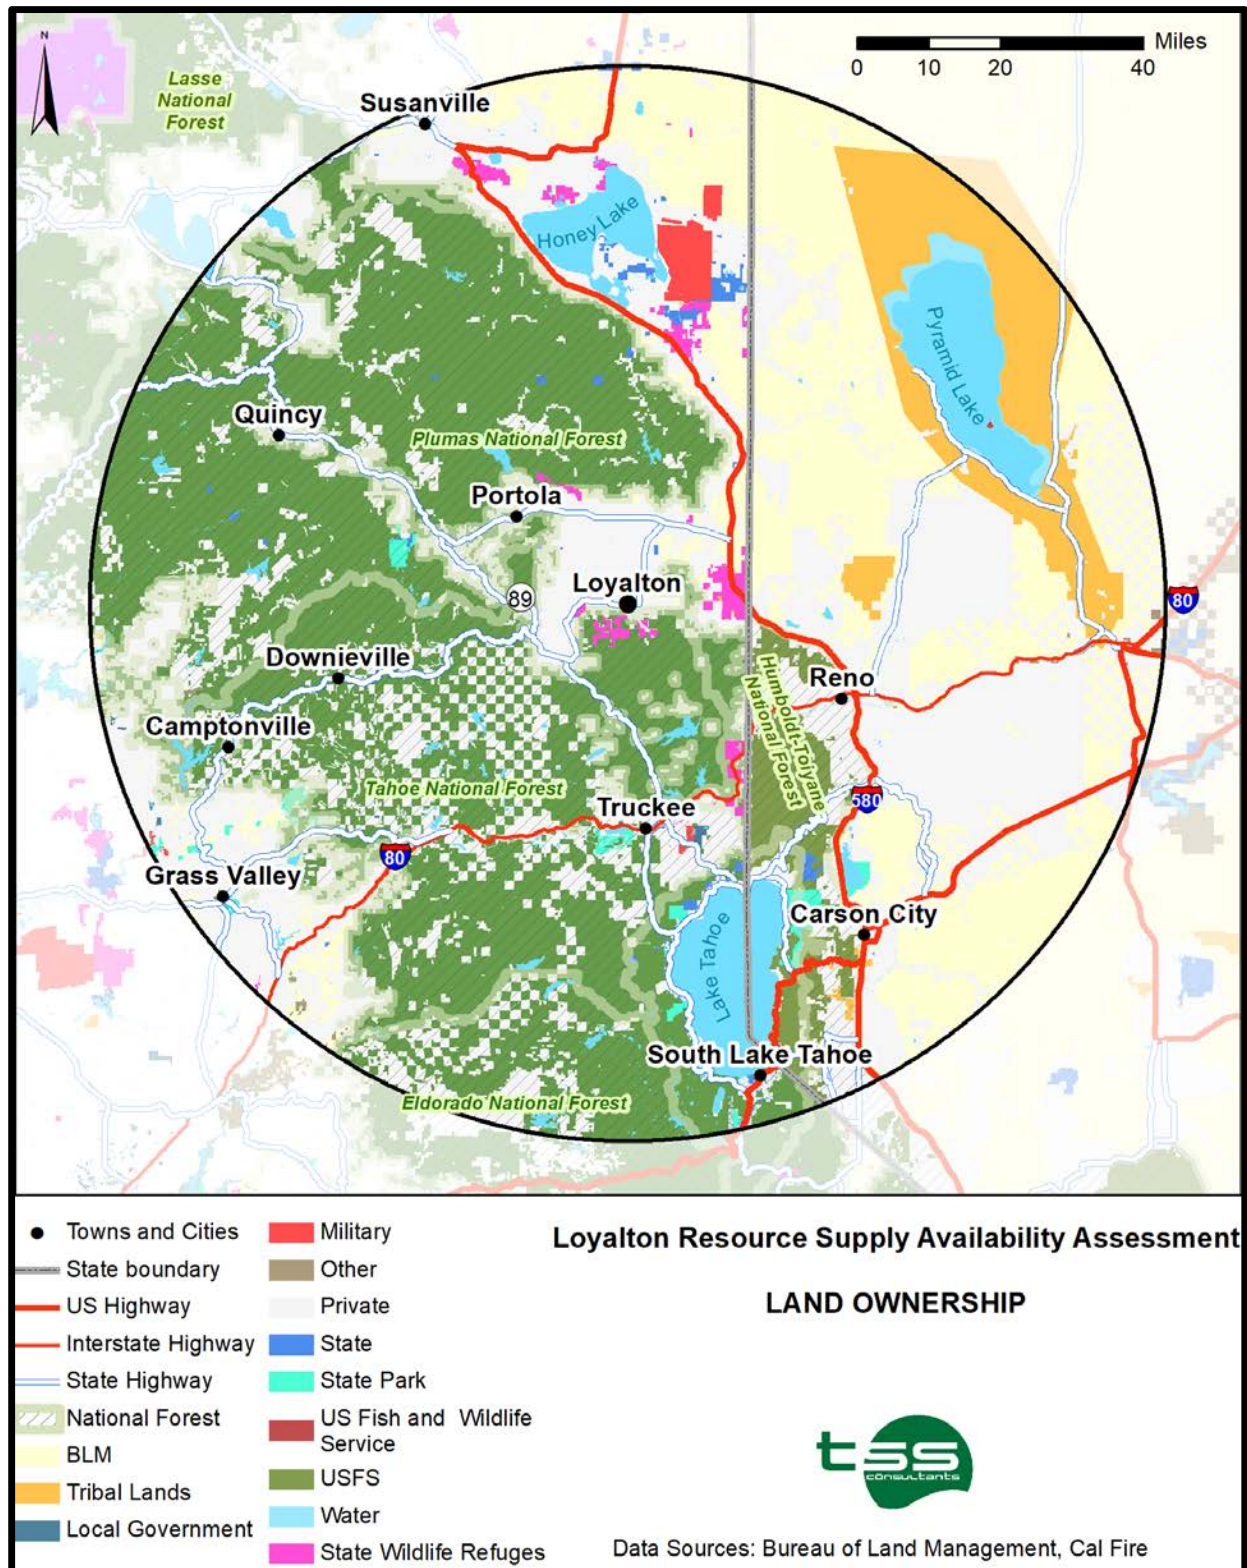 N
Miles
0 10 20 40
Lasse
National
Forest
Susanville
Honey Lake
Pyramid Lake
Quincy
Plumas National Forest
Portola
Loyalton
89
80
Downieville
Humboldt-Toiyane
National Forest
Reno
Camptonville
Tahoe National Forest
Truckee
580
80
Grass Valley
Carson City
Lake Tahoe
South Lake Tahoe
Eldorado National Forest
Towns and Cities
State boundary
US Highway
Interstate Highway
State Highway
National Forest
BLM
Tribal Lands
Local Government
Military
Other
Private
State
State Park
US Fish and Wildlife
Service
USFS
Water
State Wildlife Refuges
Loyalton Resource Supply Availability Assessment
LAND OWNERSHIP
tss
consultants
Data Sources: Bureau of Land Management, Cal Fire